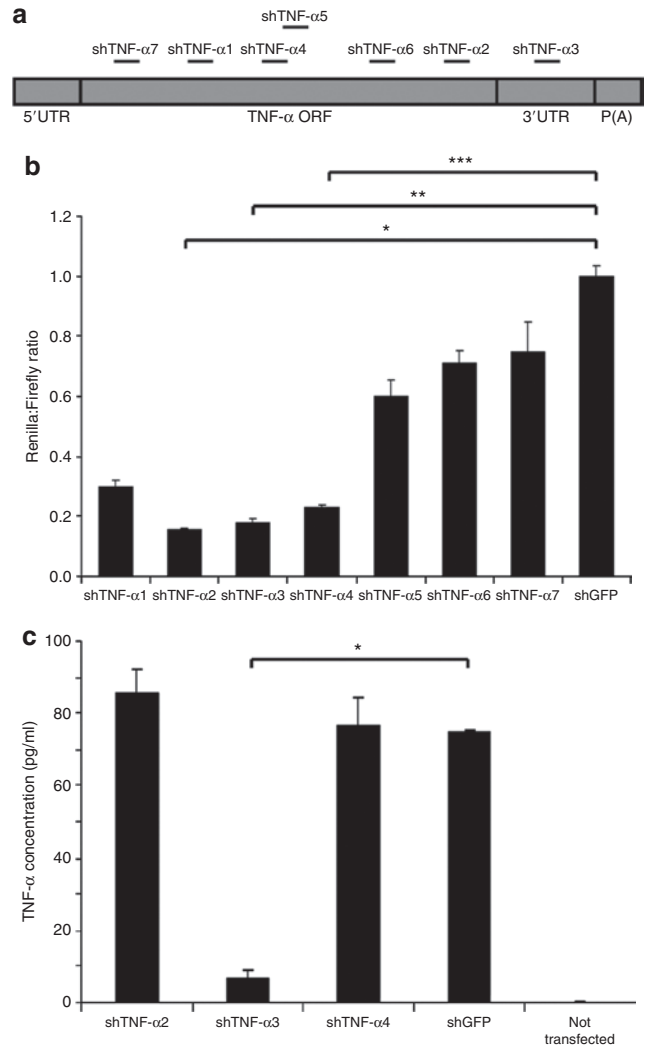 a
shTNF-α5
shTNF-α7 shTNF-α1 shTNF-α4 shTNF-α6 shTNF-α2 shTNF-α3
5′UTR TNF-α ORF 3′UTR P(A)
b
***
**
*
1.2
1.0
0.8
0.6
0.4
0.2
0.0
Renilla:Firefly ratio
shTNF-α1 shTNF-α2 shTNF-α3 shTNF-α4 shTNF-α5 shTNF-α6 shTNF-α7 shGFP
c
*
100
80
60
40
20
0
TNF-α concentration (pg/ml)
shTNF-α2 shTNF-α3 shTNF-α4 shGFP Not
transfected